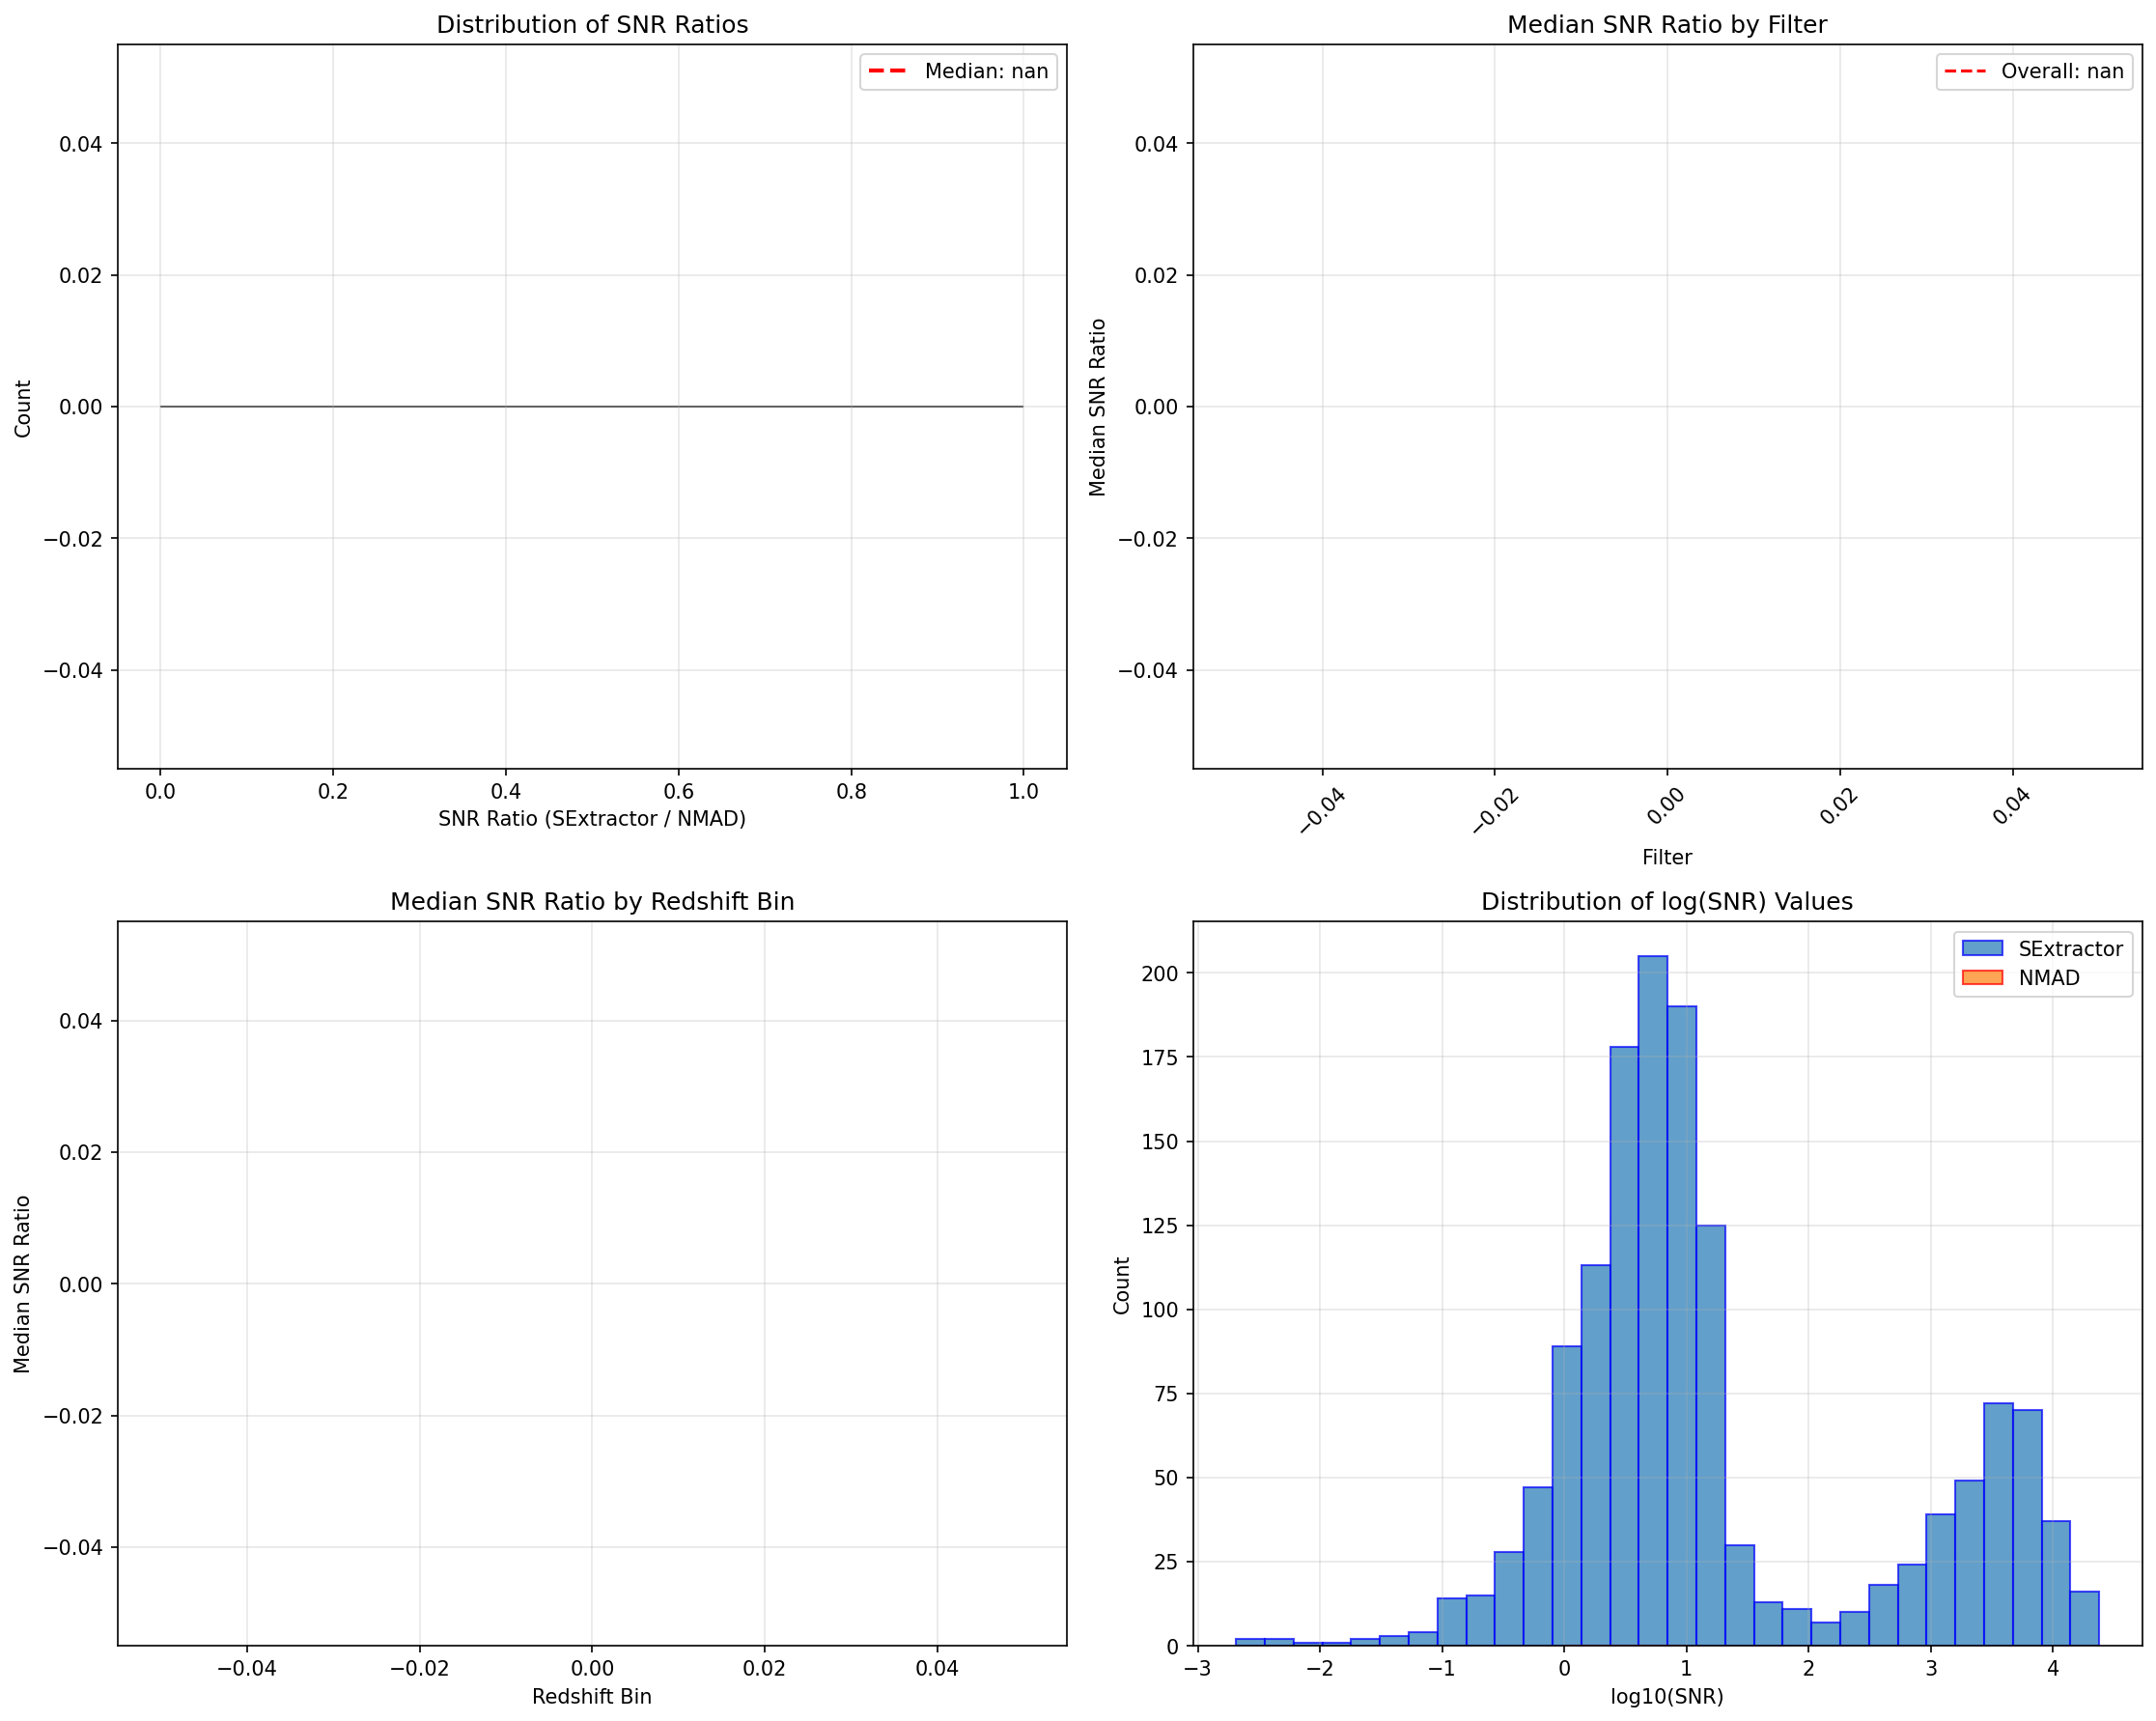 Distribution of SNR Ratios
Median: nan
Count
0.04
0.02
0.00
−0.02
−0.04
0.0 0.2 0.4 0.6 0.8 1.0
SNR Ratio (SExtractor / NMAD)
Median SNR Ratio by Filter
Overall: nan
Median SNR Ratio
0.04
0.02
0.00
−0.02
−0.04
−0.04 −0.02 0.00 0.02 0.04
Filter
Median SNR Ratio by Redshift Bin
Median SNR Ratio
0.04
0.02
0.00
−0.02
−0.04
−0.04 −0.02 0.00 0.02 0.04
Redshift Bin
Distribution of log(SNR) Values
SExtractor
NMAD
Count
200
175
150
125
100
75
50
25
0
−3 −2 −1 0 1 2 3 4
log10(SNR)